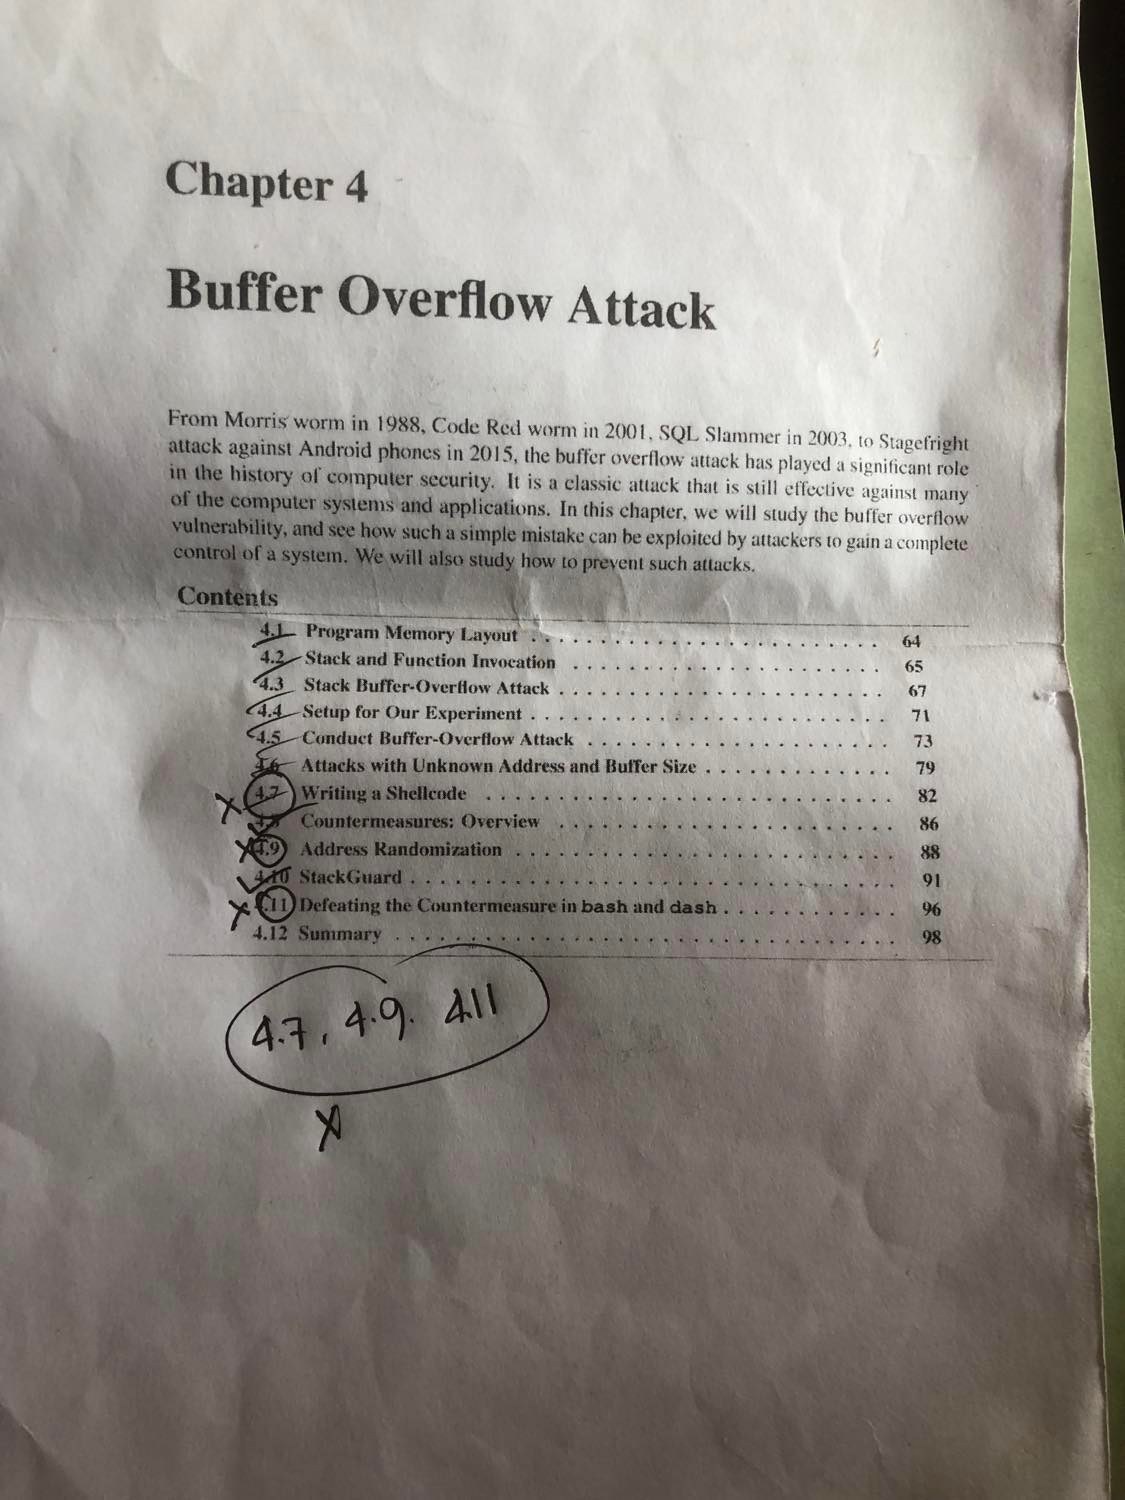 Chapter 4
Buffer Overflow Attack
From Morris worm in 1988, Code Red worm in 2001, SQL Slammer in 2003, to Stagefright
attack against Android phones in 2015, the buffer overflow attack has played a significant role
in the history of computer security. It is a classic attack that is still effective against many
of the computer systems and applications. In this chapter, we will study the buffer overflow
vulnerability, and see how such a simple mistake can be exploited by attackers to gain a complete
control of a system. We will also study how to prevent such attacks.
Contents
4.1 Program Memory Layout . . . . . . . . . . . . . . . . . . . . . . . . . . 64
4.2 Stack and Function Invocation . . . . . . . . . . . . . . . . . . . . . . 65
4.3 Stack Buffer-Overflow Attack . . . . . . . . . . . . . . . . . . . . . . . 67
4.4 Setup for Our Experiment . . . . . . . . . . . . . . . . . . . . . . . . . 71
4.5 Conduct Buffer-Overflow Attack . . . . . . . . . . . . . . . . . . . . . 73
4.6 Attacks with Unknown Address and Buffer Size . . . . . . . . . . . . 79
X 4.7 Writing a Shellcode . . . . . . . . . . . . . . . . . . . . . . . . . . . . 82
4.8 Countermeasures: Overview . . . . . . . . . . . . . . . . . . . . . . . 86
X 4.9 Address Randomization . . . . . . . . . . . . . . . . . . . . . . . . . . 88
4.10 StackGuard . . . . . . . . . . . . . . . . . . . . . . . . . . . . . . . . . 91
X 4.11 Defeating the Countermeasure in bash and dash . . . . . . . . . . . . 96
4.12 Summary . . . . . . . . . . . . . . . . . . . . . . . . . . . . . . . . . . 98
4.7, 4.9. 4.11
X